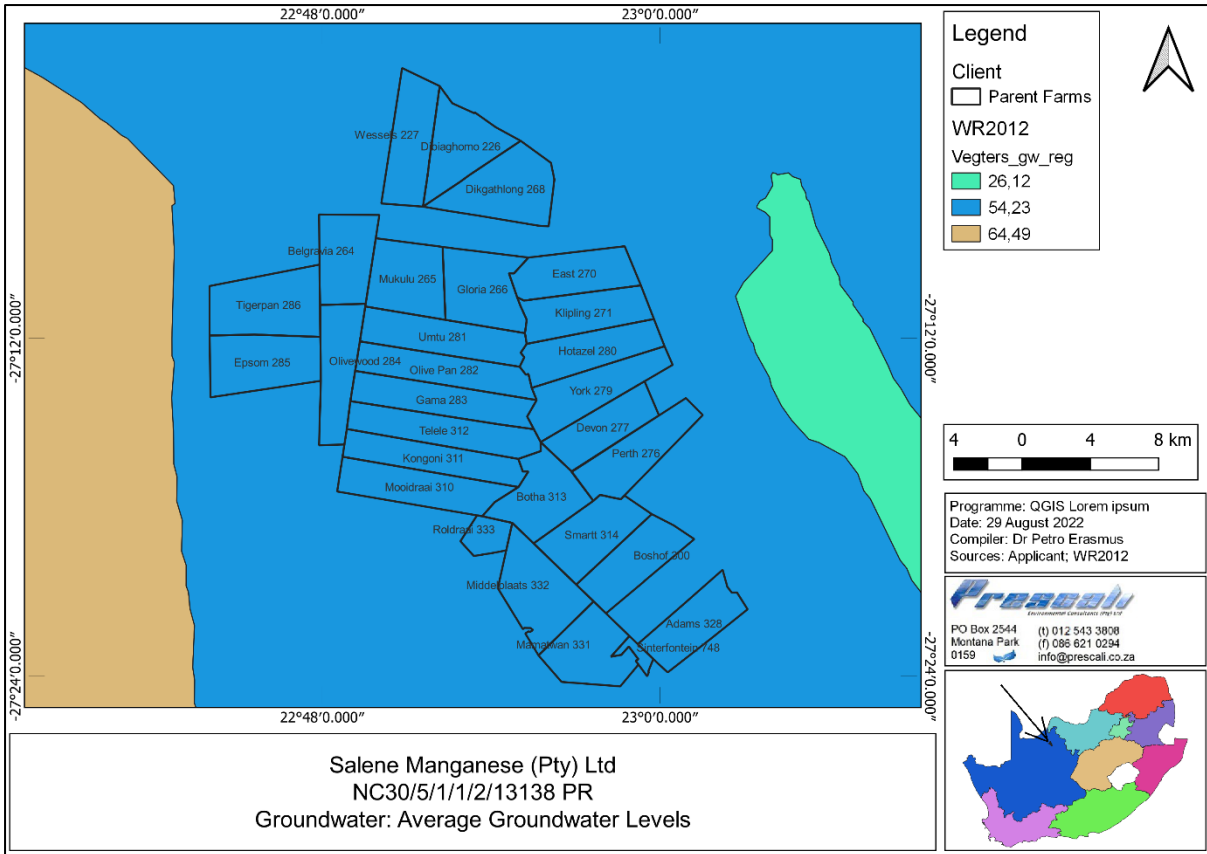 22°48′0.000″ 23°0′0.000″
-27°12′0.000″
-27°24′0.000″
Wessels 227
Dibiaghomo 226
Dikgathlong 268
Belgravia 264
Mukulu 265
Gloria 266
East 270
Tigerpan 286
Klipling 271
Umtu 281
Hotazel 280
Epsom 285
Olivewood 284
Olive Pan 282
York 279
Gama 283
Devon 277
Telele 312
Perth 276
Kongoni 311
Mooidraai 310
Botha 313
Roldraai 333
Smartt 314
Boshof 300
Middelplaats 332
Adams 328
Mamatwan 331
Sinterfontein 748
-27°12′0.000″
-27°24′0.000″
22°48′0.000″ 23°0′0.000″
Legend
Client
Parent Farms
WR2012
Vegters_gw_reg
26,12
54,23
64,49
4 0 4 8 km
Programme: QGIS Lorem ipsum
Date: 29 August 2022
Compiler: Dr Petro Erasmus
Sources: Applicant; WR2012
Prescali
Environmental Consultants (Pty) Ltd
PO Box 2544 (t) 012 543 3808
Montana Park (f) 086 621 0294
0159 info@prescali.co.za
Salene Manganese (Pty) Ltd
NC30/5/1/1/2/13138 PR
Groundwater: Average Groundwater Levels